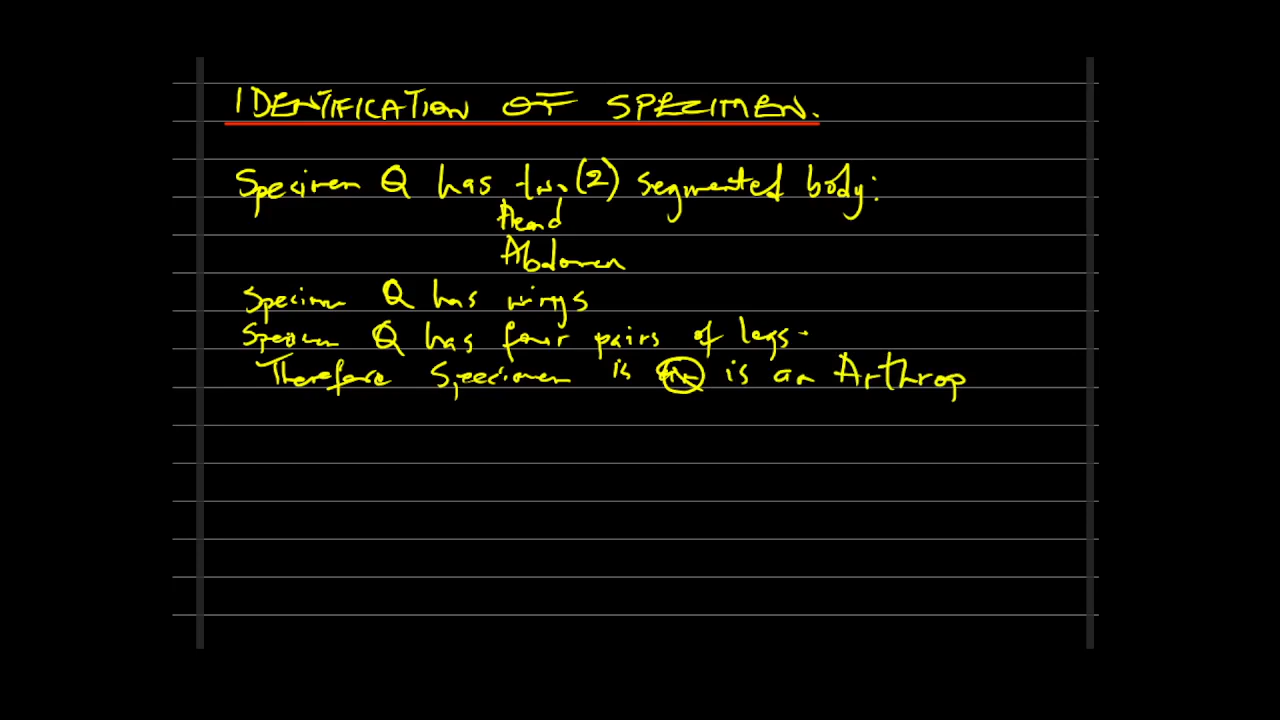 IDENTIFICATION OF SPECIMEN.
Specimen Q has two (2) segmented body:
Head
Abdomen
Specimen Q has wings
Specimen Q has four pairs of legs.
Therefore Specimen is is an Arthrop